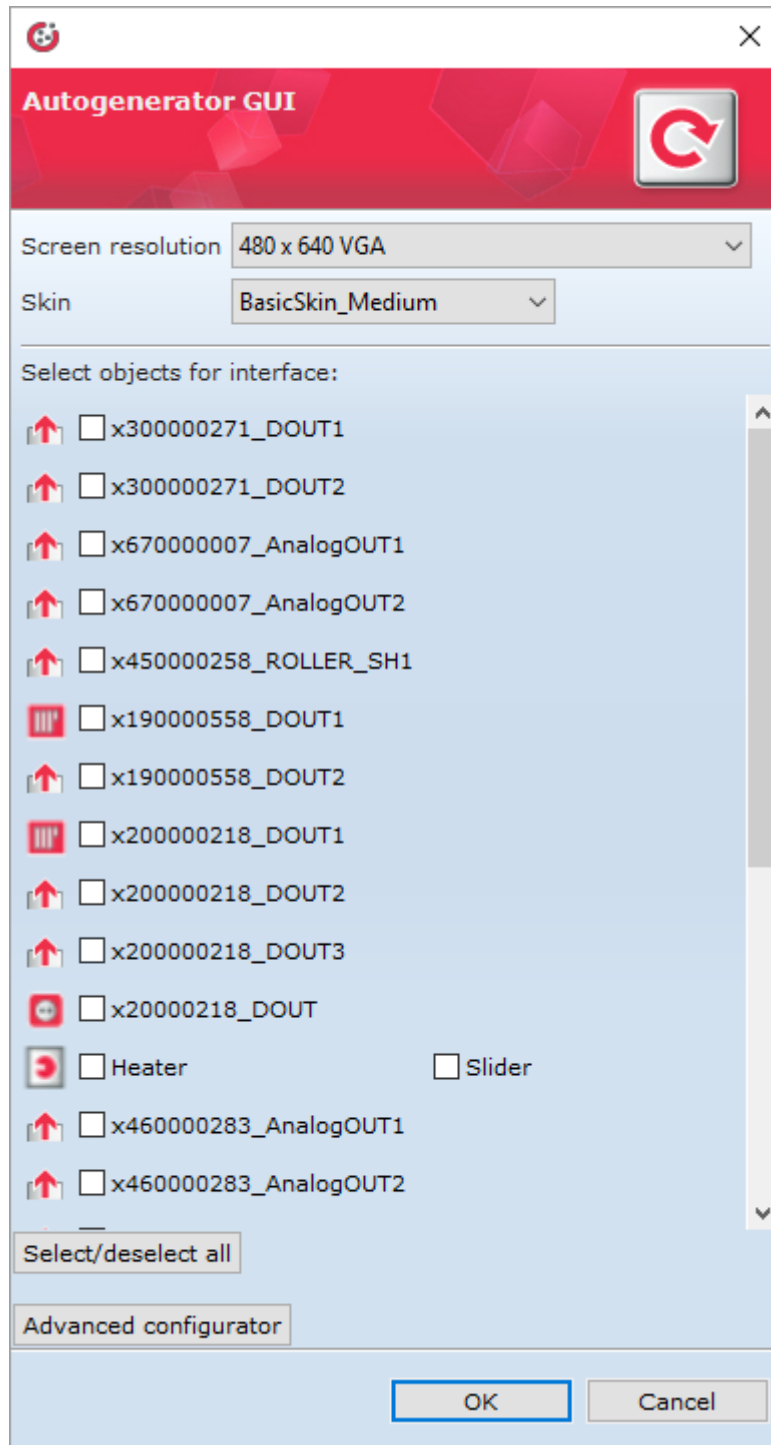 Autogenerator GUI
Screen resolution 480 x 640 VGA
Skin BasicSkin_Medium
Select objects for interface:
x300000271_DOUT1
x300000271_DOUT2
x670000007_AnalogOUT1
x670000007_AnalogOUT2
x450000258_ROLLER_SH1
x190000558_DOUT1
x190000558_DOUT2
x200000218_DOUT1
x200000218_DOUT2
x200000218_DOUT3
x20000218_DOUT
Heater Slider
x460000283_AnalogOUT1
x460000283_AnalogOUT2
Select/deselect all
Advanced configurator
OK Cancel